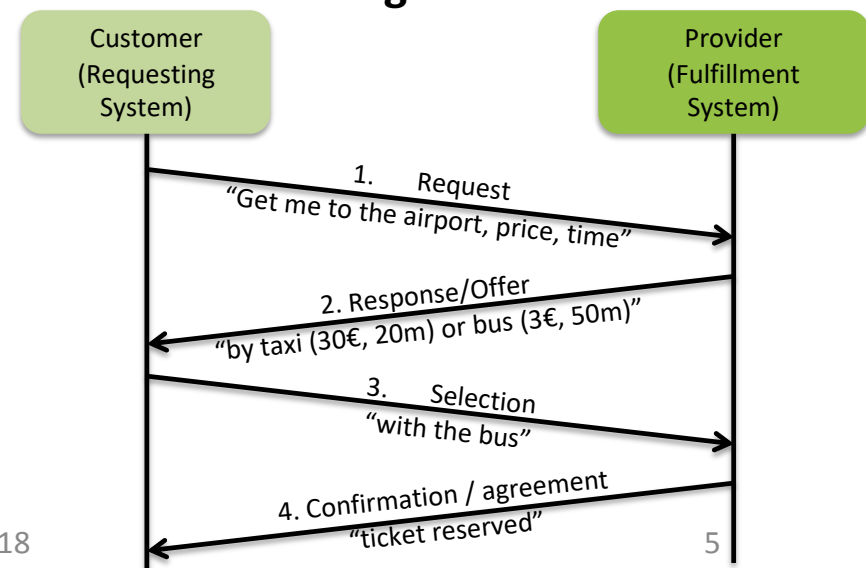 Customer
(Requesting
System)
Provider
(Fulfillment
System)
1. Request
“Get me to the airport, price, time”
2. Response/Offer
“by taxi (30€, 20m) or bus (3€, 50m)”
3. Selection
“with the bus”
4. Confirmation / agreement
“ticket reserved”
18
5